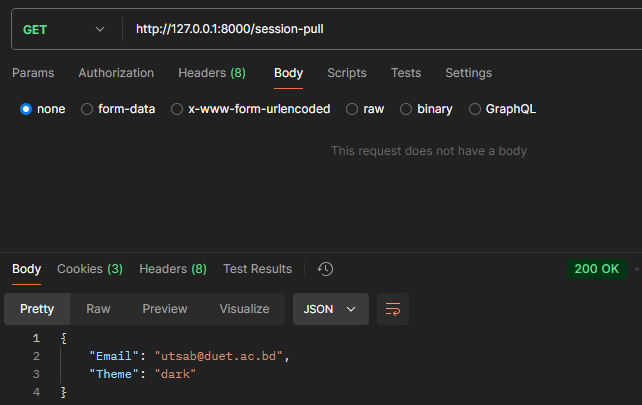 GET http://127.0.0.1:8000/session-pull
Params Authorization Headers (8) Body Scripts Tests Settings
none form-data x-www-form-urlencoded raw binary GraphQL
This request does not have a body
Body Cookies (3) Headers (8) Test Results 200 OK
Pretty Raw Preview Visualize JSON
1 {
2 "Email": "utsab@duet.ac.bd",
3 "Theme": "dark"
4 }